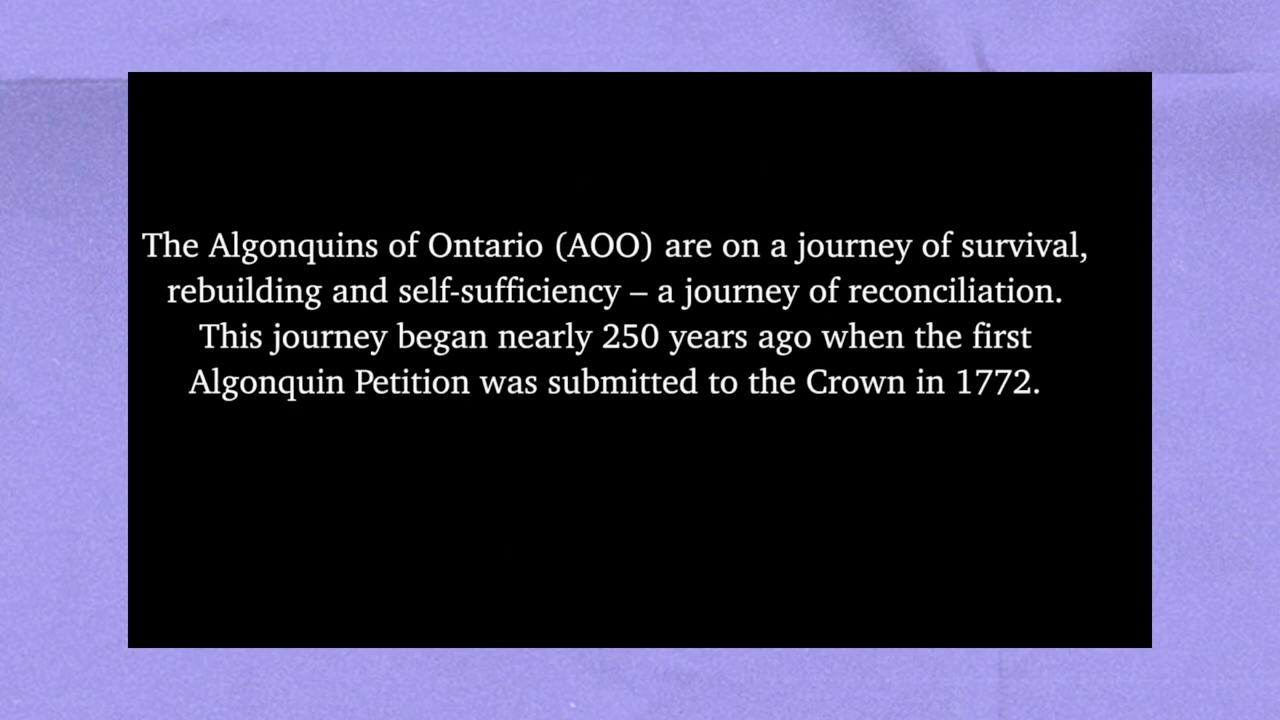 The Algonquins of Ontario (AOO) are on a journey of survival,
rebuilding and self-sufficiency – a journey of reconciliation.
This journey began nearly 250 years ago when the first
Algonquin Petition was submitted to the Crown in 1772.